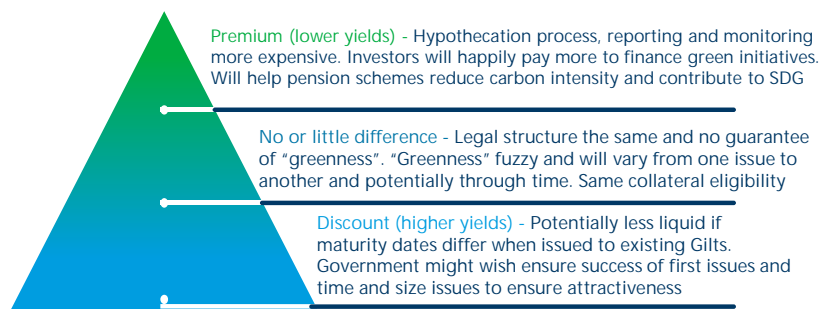 Premium (lower yields) - Hypothecation process, reporting and monitoring
more expensive. Investors will happily pay more to finance green initiatives.
Will help pension schemes reduce carbon intensity and contribute to SDG
No or little difference - Legal structure the same and no guarantee
of “greenness”. “Greenness” fuzzy and will vary from one issue to
another and potentially through time. Same collateral eligibility
Discount (higher yields) - Potentially less liquid if
maturity dates differ when issued to existing Gilts.
Government might wish ensure success of first issues and
time and size issues to ensure attractiveness